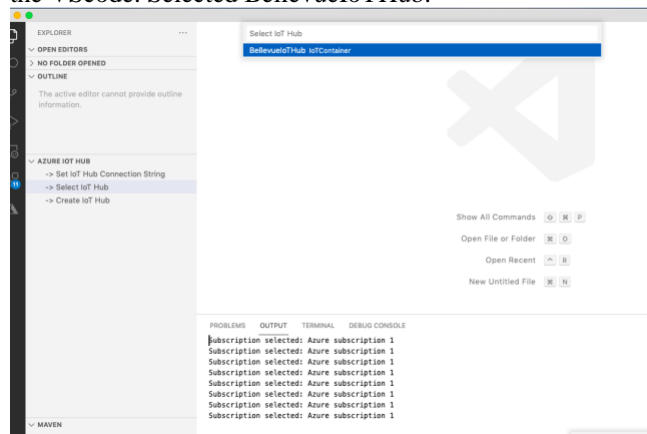 the VScode. Selected BellevueIoTHub.
EXPLORER
Select IoT Hub
BellevueIoTHub IoTContainer
OPEN EDITORS
NO FOLDER OPENED
OUTLINE
The active editor cannot provide outline
information.
AZURE IOT HUB
-> Set IoT Hub Connection String
-> Select IoT Hub
-> Create IoT Hub
11
Show All Commands ⇧ ⌘ P
Open File or Folder ⌘ O
Open Recent ^ R
New Untitled File ⌘ N
PROBLEMS OUTPUT TERMINAL DEBUG CONSOLE
Subscription selected: Azure subscription 1
Subscription selected: Azure subscription 1
Subscription selected: Azure subscription 1
Subscription selected: Azure subscription 1
Subscription selected: Azure subscription 1
Subscription selected: Azure subscription 1
Subscription selected: Azure subscription 1
Subscription selected: Azure subscription 1
MAVEN